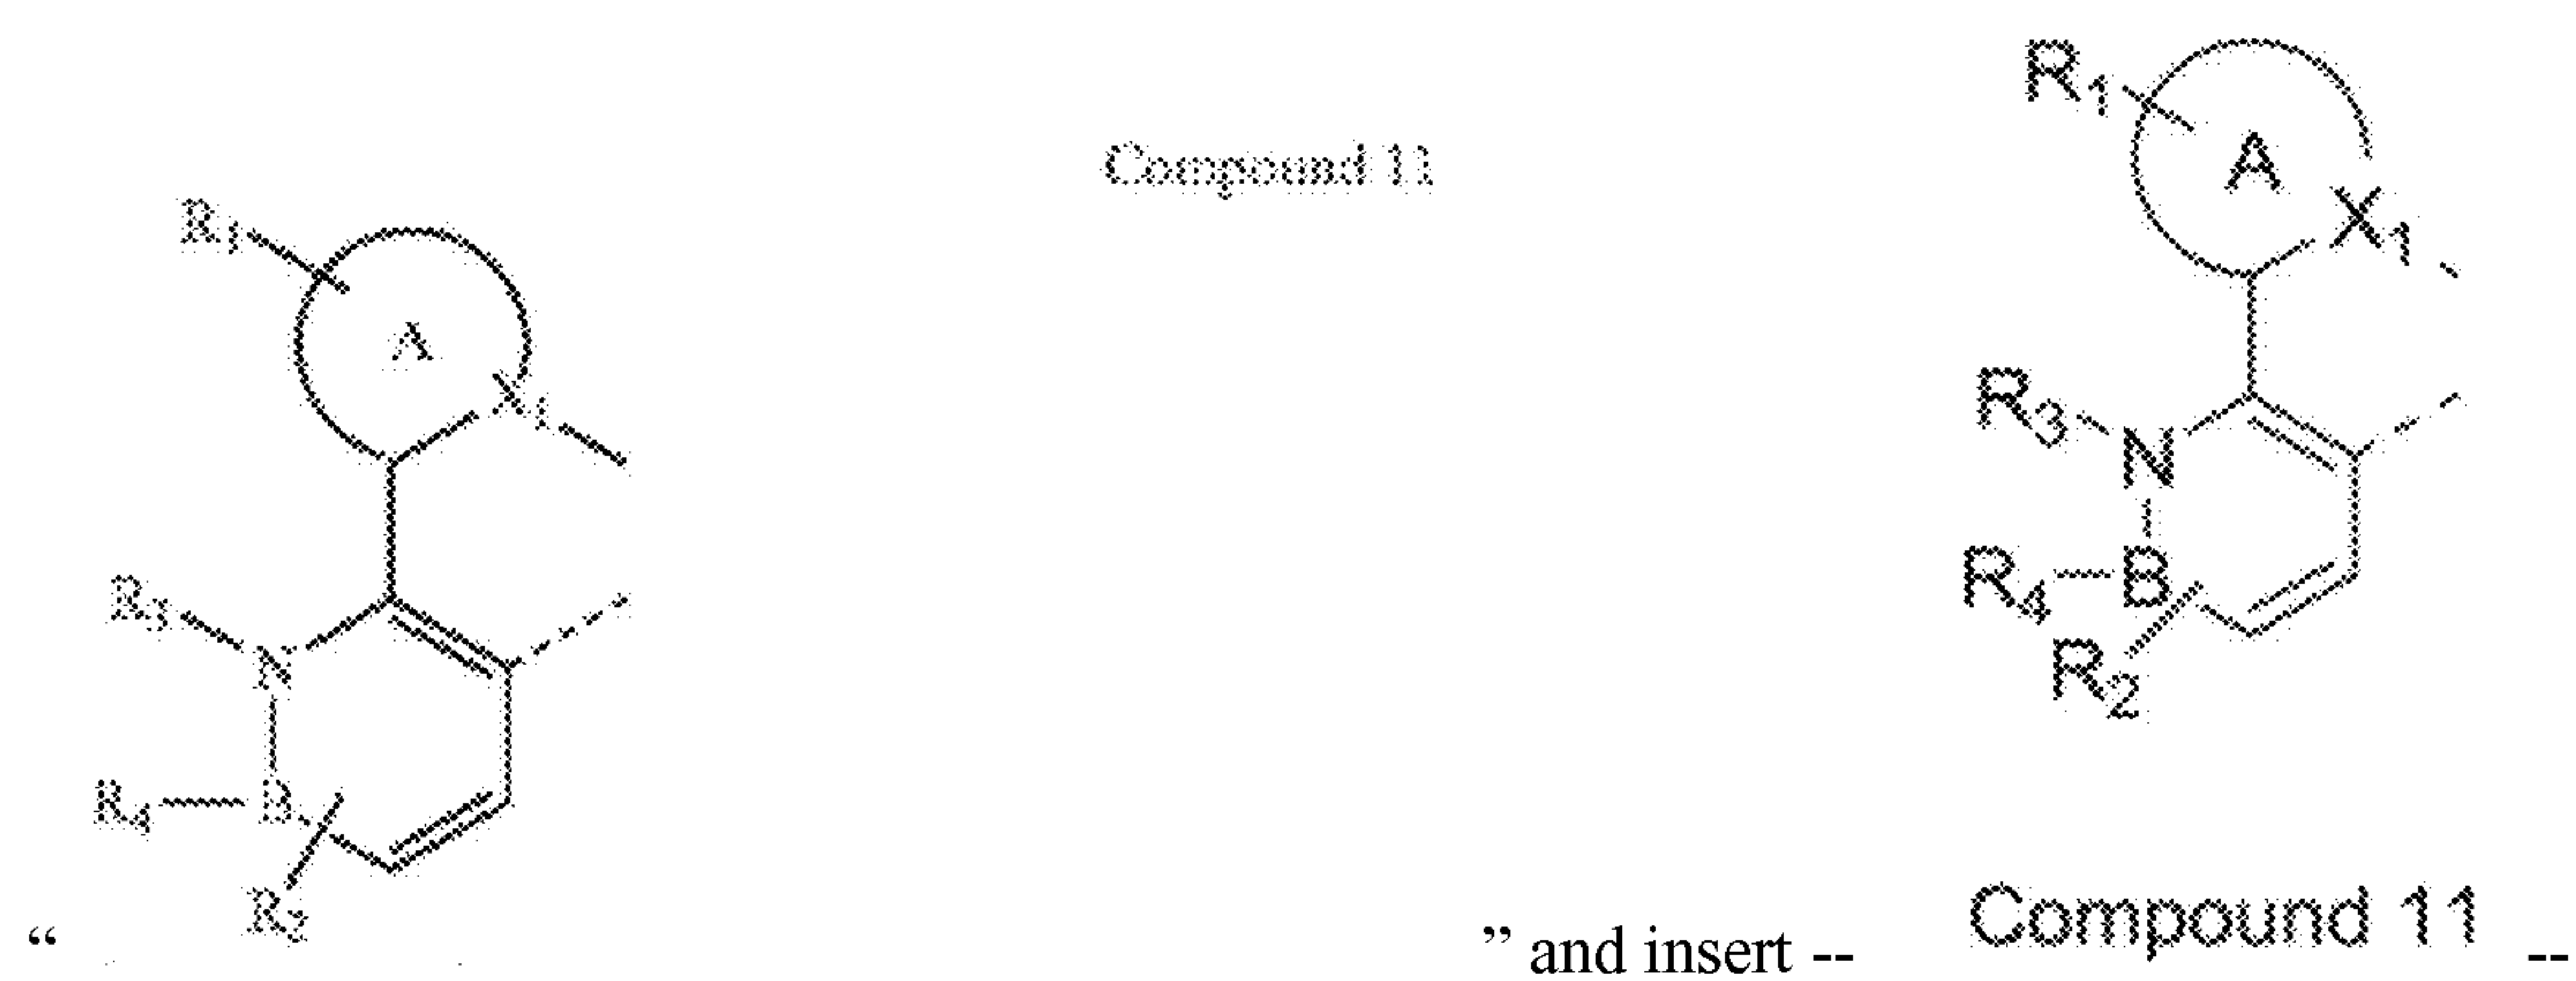 R1
A
X1
R3
N
R4
B
R2
Compound 11
“
” and insert --
R1
A
X1
R3
N
R4
B
R2
Compound 11
--